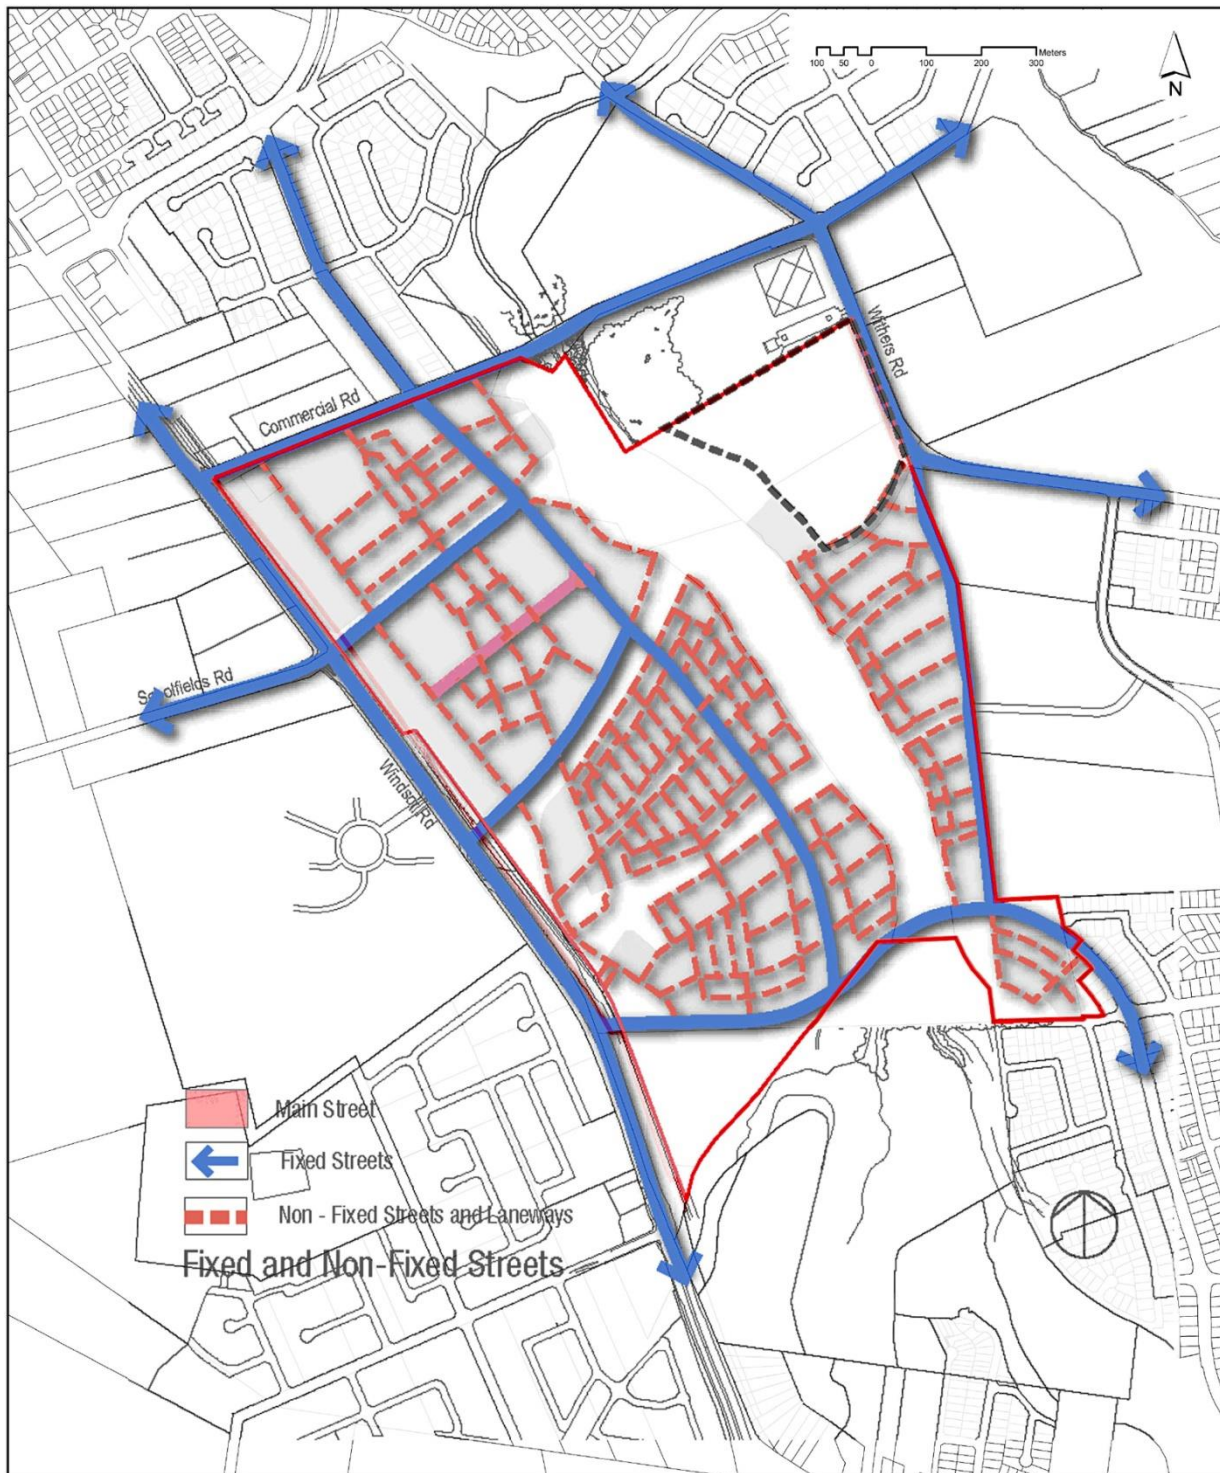 100 50 0 100 200 300 Meters
N
Withers Rd
Commercial Rd
Schofields Rd
Windsor Rd
Main Street
Fixed Streets
Non - Fixed Streets and Laneways
Fixed and Non-Fixed Streets